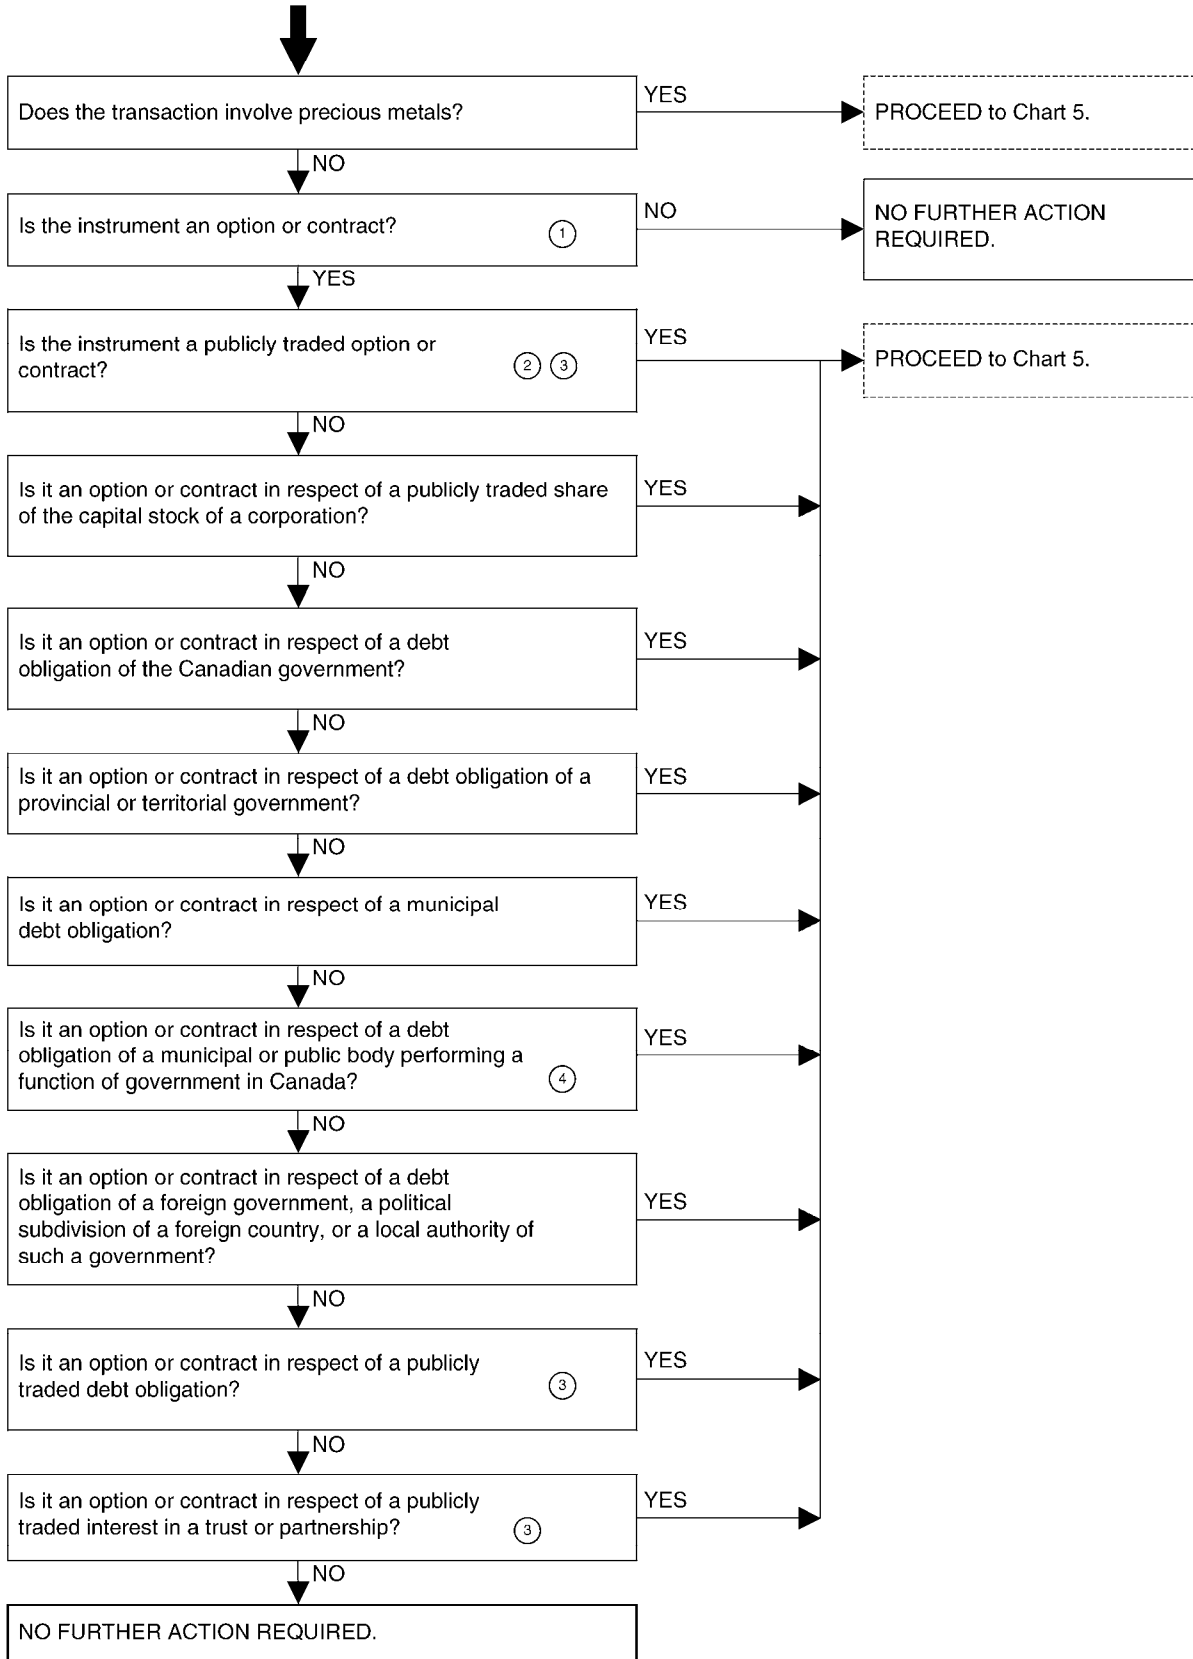 Does the transaction involve precious metals?
YES
PROCEED to Chart 5.
NO
Is the instrument an option or contract?
1
NO
NO FURTHER ACTION
REQUIRED.
YES
Is the instrument a publicly traded option or
contract?
2 3
YES
PROCEED to Chart 5.
NO
Is it an option or contract in respect of a publicly traded share
of the capital stock of a corporation?
YES
NO
Is it an option or contract in respect of a debt
obligation of the Canadian government?
YES
NO
Is it an option or contract in respect of a debt obligation of a
provincial or territorial government?
YES
NO
Is it an option or contract in respect of a municipal
debt obligation?
YES
NO
Is it an option or contract in respect of a debt
obligation of a municipal or public body performing a
function of government in Canada?
4
YES
NO
Is it an option or contract in respect of a debt
obligation of a foreign government, a political
subdivision of a foreign country, or a local authority of
such a government?
YES
NO
Is it an option or contract in respect of a publicly
traded debt obligation?
3
YES
NO
Is it an option or contract in respect of a publicly
traded interest in a trust or partnership?
3
YES
NO
NO FURTHER ACTION REQUIRED.